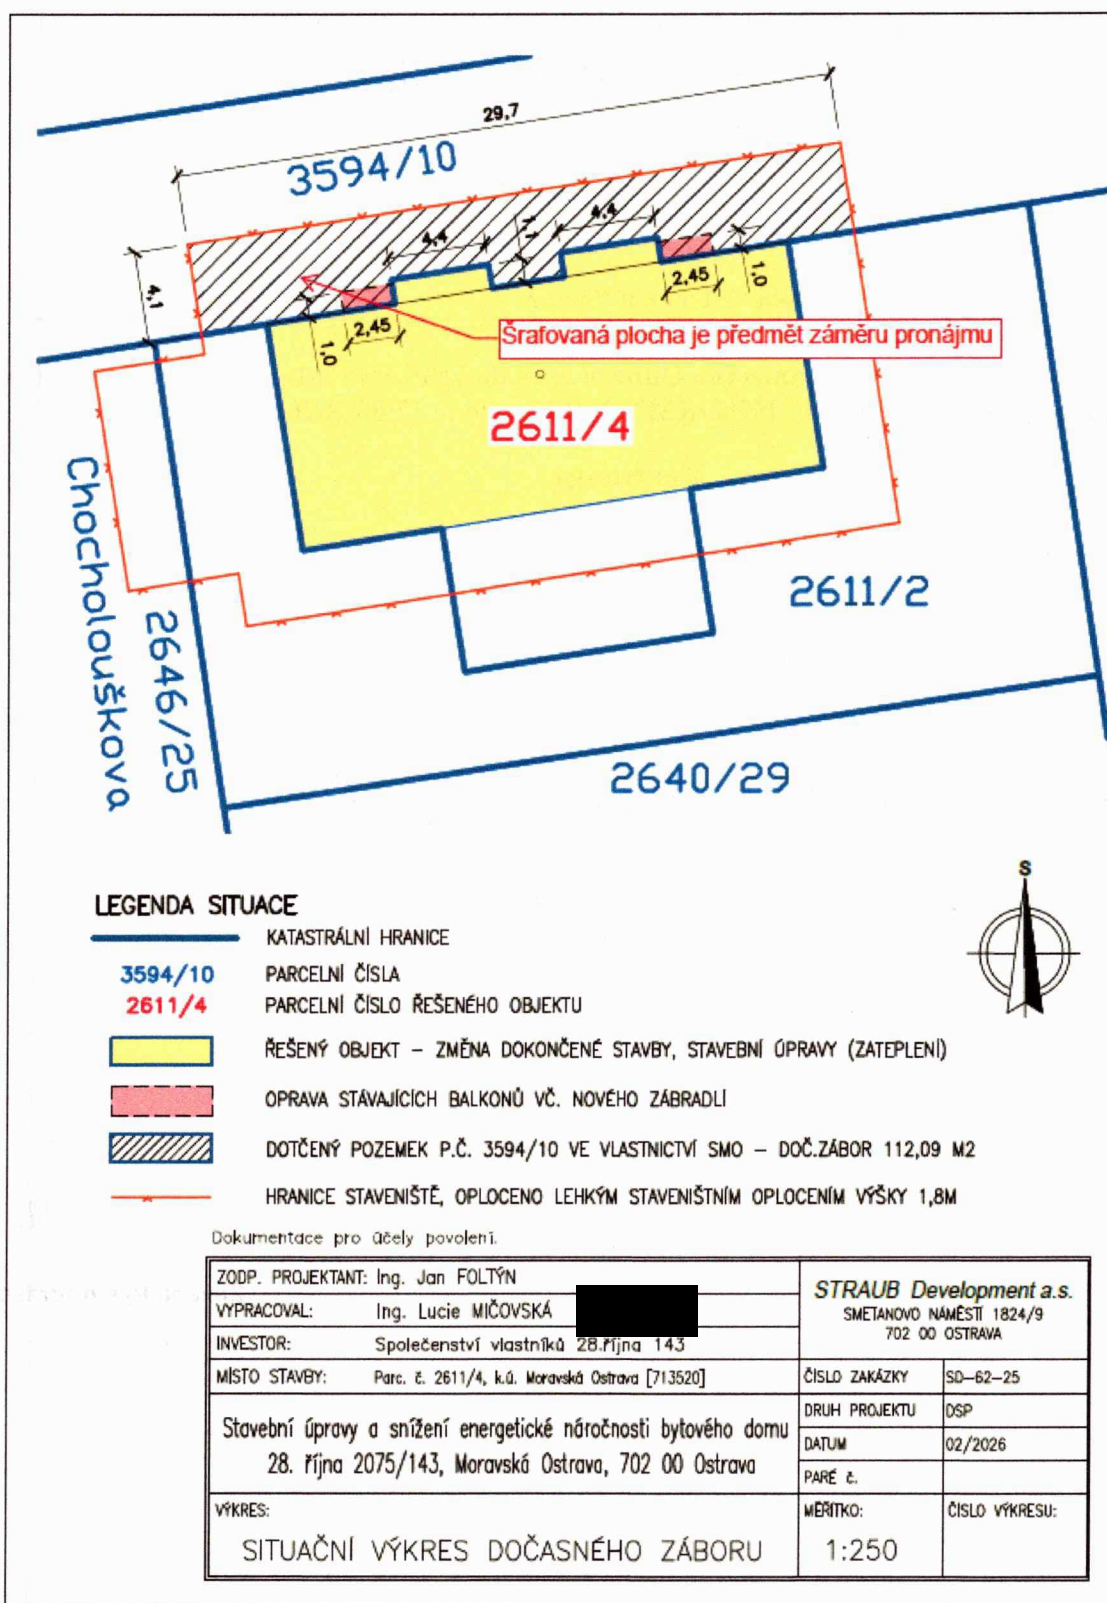 29,7
3594/10
4,4
1,1
4,4
4,1
2,45
1,0
2,45
1,0
Šrafovaná plocha je předmět záměru pronájmu
2611/4
Chocholouškova
2646/25
2611/2
2640/29
S
LEGENDA SITUACE
KATASTRÁLNÍ HRANICE
3594/10 PARCELNÍ ČÍSLA
2611/4 PARCELNÍ ČÍSLO ŘEŠENÉHO OBJEKTU
ŘEŠENÝ OBJEKT – ZMĚNA DOKONČENÉ STAVBY, STAVEBNÍ ÚPRAVY (ZATEPLENÍ)
OPRAVA STÁVAJÍCÍCH BALKONŮ VČ. NOVÉHO ZÁBRADLÍ
DOTČENÝ POZEMEK P.Č. 3594/10 VE VLASTNICTVÍ SMO – DOČ.ZÁBOR 112,09 M2
HRANICE STAVENIŠTĚ, OPLOCENO LEHKÝM STAVENIŠTNÍM OPLOCENÍM VÝŠKY 1,8M
Dokumentace pro účely povolení.
ZODP. PROJEKTANT: Ing. Jan FOLTÝN
VYPRACOVAL: Ing. Lucie MIČOVSKÁ
INVESTOR: Společenství vlastníků 28.října 143
MÍSTO STAVBY: Parc. č. 2611/4, k.ú. Moravská Ostrava [713520]
STRAUB Development a.s.
SMETANOVO NÁMĚSTÍ 1824/9
702 00 OSTRAVA
ČÍSLO ZAKÁZKY SD–62–25
DRUH PROJEKTU DSP
DATUM 02/2026
PARÉ č.
Stavební úpravy a snížení energetické náročnosti bytového domu
28. října 2075/143, Moravská Ostrava, 702 00 Ostrava
VÝKRES:
SITUAČNÍ VÝKRES DOČASNÉHO ZÁBORU
MĚŘÍTKO:
1:250
ČÍSLO VÝKRESU: